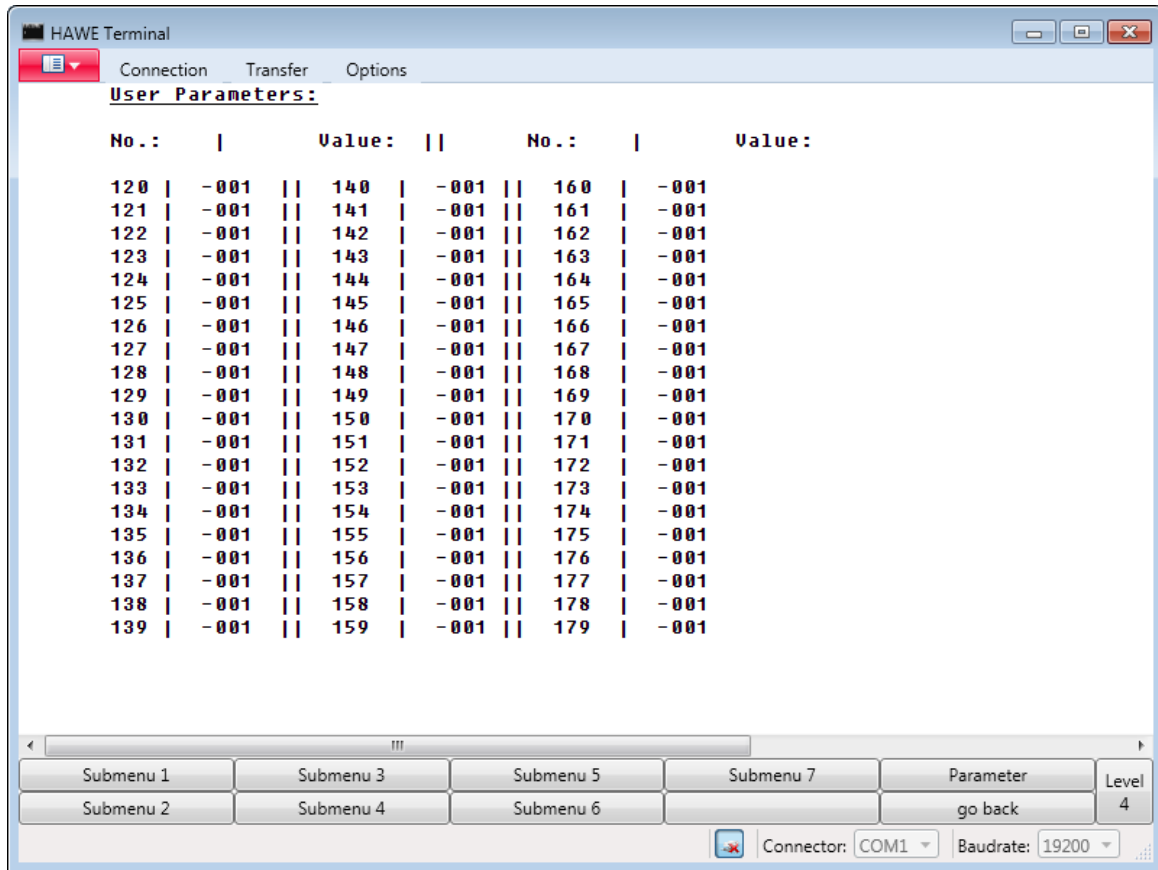 HAWE Terminal
Connection Transfer Options
User Parameters:
No.: | Value: || No.: | Value:
120 | -001 || 140 | -001 || 160 | -001
121 | -001 || 141 | -001 || 161 | -001
122 | -001 || 142 | -001 || 162 | -001
123 | -001 || 143 | -001 || 163 | -001
124 | -001 || 144 | -001 || 164 | -001
125 | -001 || 145 | -001 || 165 | -001
126 | -001 || 146 | -001 || 166 | -001
127 | -001 || 147 | -001 || 167 | -001
128 | -001 || 148 | -001 || 168 | -001
129 | -001 || 149 | -001 || 169 | -001
130 | -001 || 150 | -001 || 170 | -001
131 | -001 || 151 | -001 || 171 | -001
132 | -001 || 152 | -001 || 172 | -001
133 | -001 || 153 | -001 || 173 | -001
134 | -001 || 154 | -001 || 174 | -001
135 | -001 || 155 | -001 || 175 | -001
136 | -001 || 156 | -001 || 176 | -001
137 | -001 || 157 | -001 || 177 | -001
138 | -001 || 158 | -001 || 178 | -001
139 | -001 || 159 | -001 || 179 | -001
Submenu 1 Submenu 3 Submenu 5 Submenu 7 Parameter Level
Submenu 2 Submenu 4 Submenu 6 go back 4
Connector: COM1 Baudrate: 19200